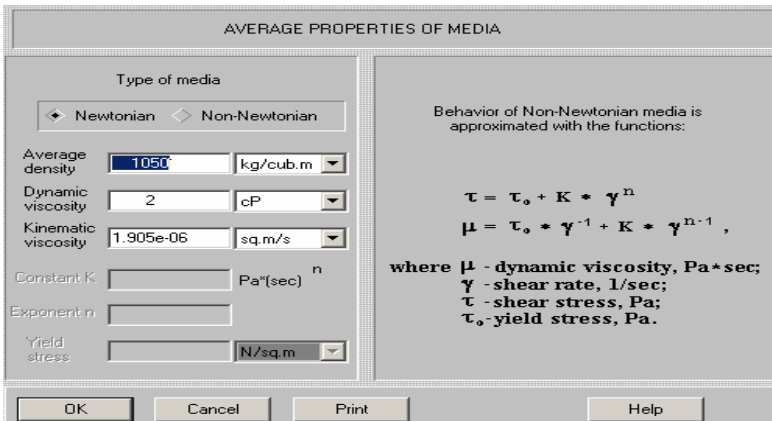 AVERAGE PROPERTIES OF MEDIA
Type of media
Newtonian Non-Newtonian
Average density 1050 kg/cub.m
Dynamic viscosity 2 cP
Kinematic viscosity 1.905e-06 sq.m/s
Constant K Pa*(sec) n
Exponent n
Yield stress N/sq.m
Behavior of Non-Newtonian media is
approximated with the functions:
τ = τₒ + K * γⁿ
μ = τₒ * γ⁻¹ + K * γⁿ⁻¹ ,
where μ - dynamic viscosity, Pa*sec;
γ - shear rate, 1/sec;
τ - shear stress, Pa;
τₒ - yield stress, Pa.
OK Cancel Print Help